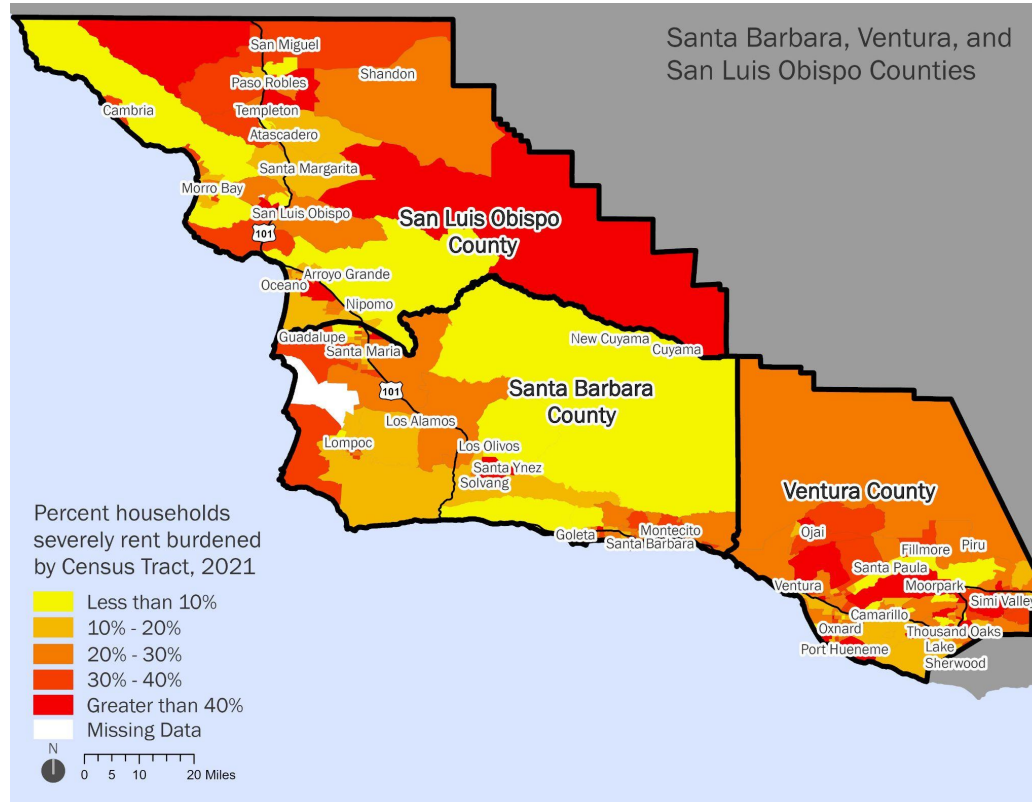 Santa Barbara, Ventura, and
San Luis Obispo Counties
San Miguel
Shandon
Paso Robles
Cambria
Templeton
Atascadero
Santa Margarita
Morro Bay
San Luis Obispo
San Luis Obispo
County
101
Arroyo Grande
Oceano
Nipomo
Guadalupe
Santa Maria
New Cuyama
Cuyama
101
Santa Barbara
County
Los Alamos
Lompoc
Los Olivos
Santa Ynez
Solvang
Ventura County
Goleta
Montecito
Santa Barbara
Ojai
Fillmore
Piru
Santa Paula
Ventura
Moorpark
Simi Valley
Camarillo
Oxnard
Thousand Oaks
Port Hueneme
Lake
Sherwood
Percent households
severely rent burdened
by Census Tract, 2021
Less than 10%
10% - 20%
20% - 30%
30% - 40%
Greater than 40%
Missing Data
N
0 5 10 20 Miles